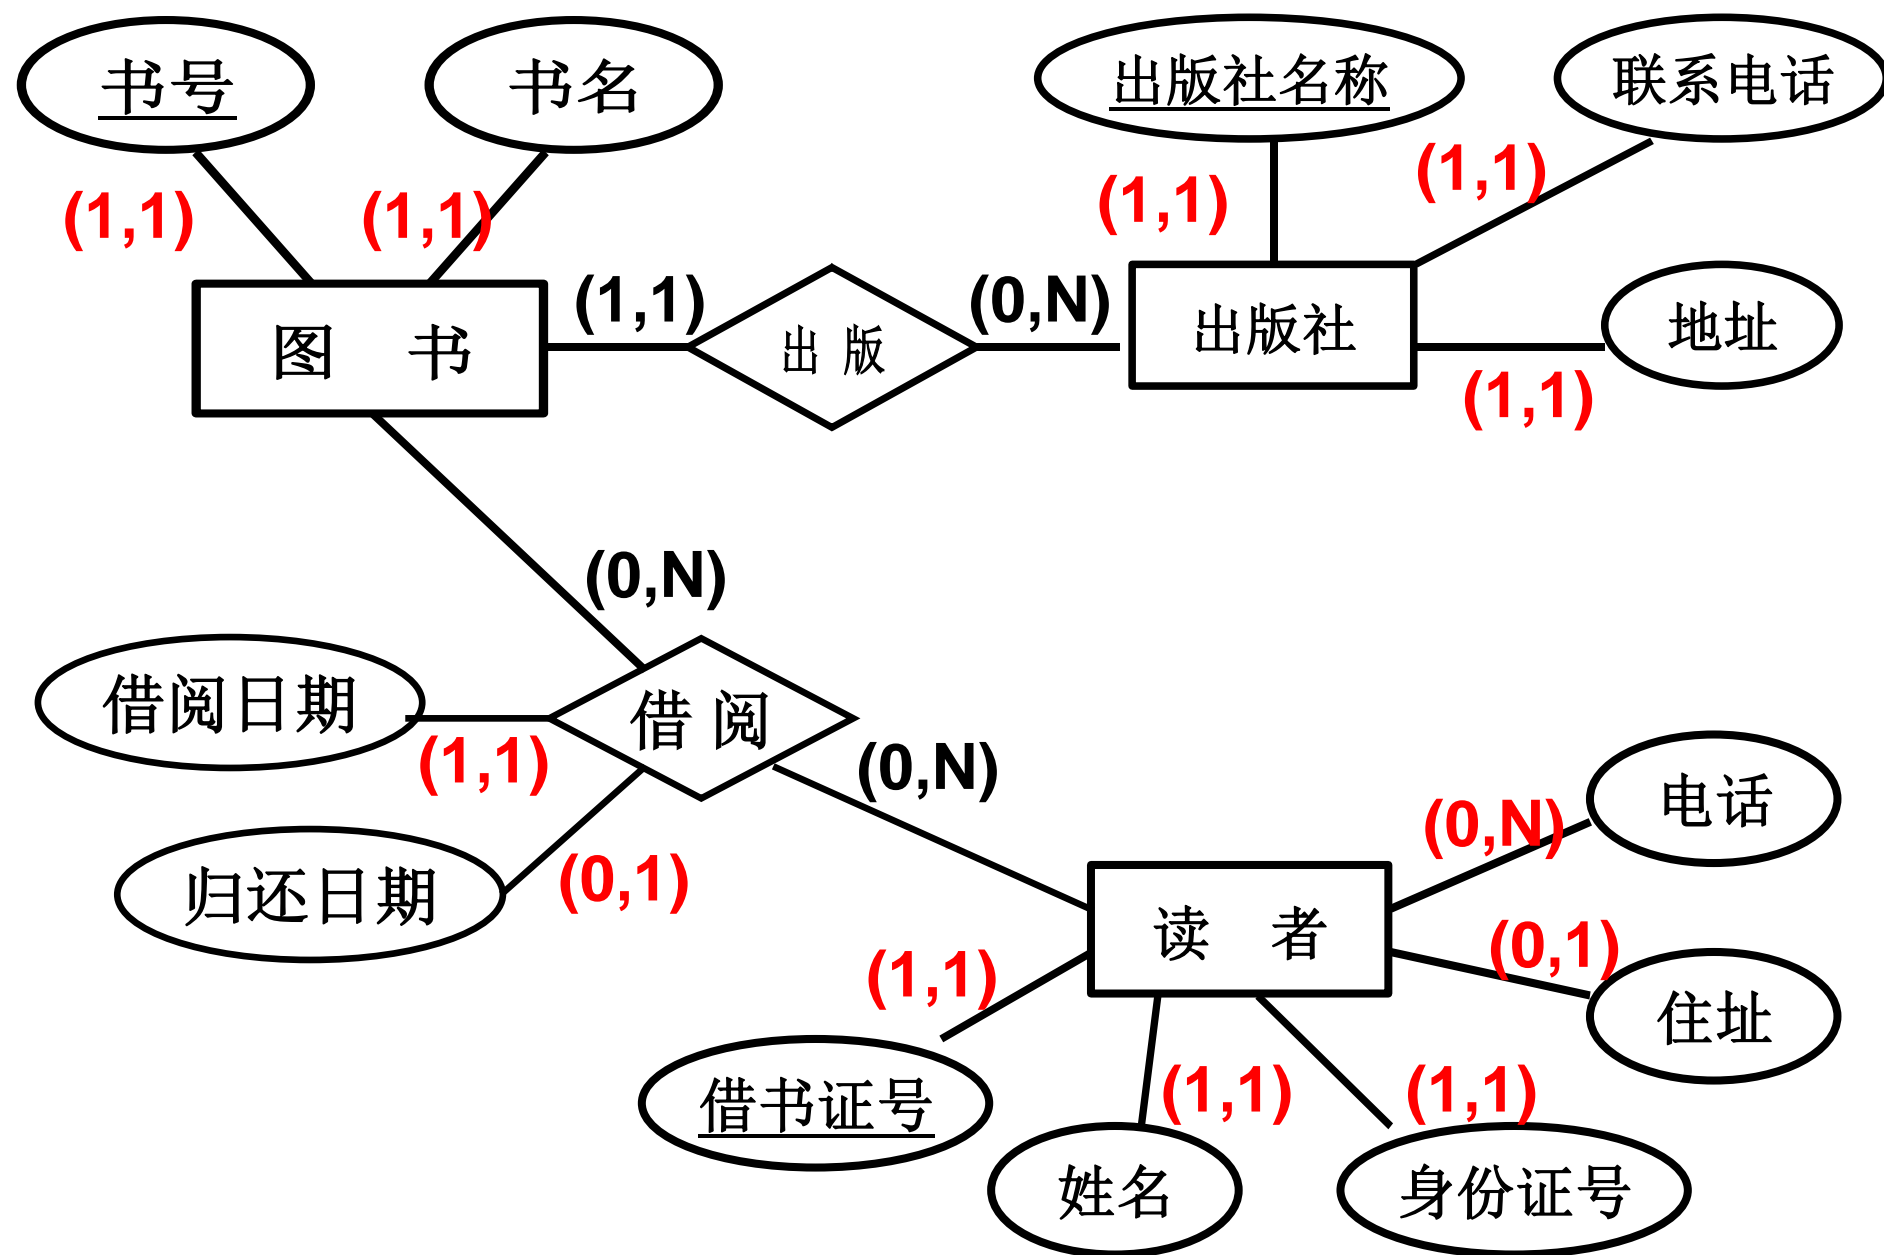 书号
书名
出版社名称
联系电话
(1,1)
(1,1)
(1,1)
(1,1)
图 书
(1,1)
出 版
(0,N)
出版社
地址
(1,1)
(0,N)
借阅日期
借 阅
(1,1)
(0,N)
电话
(0,N)
归还日期
(0,1)
读 者
(0,1)
住址
(1,1)
借书证号
(1,1)
(1,1)
姓名
身份证号